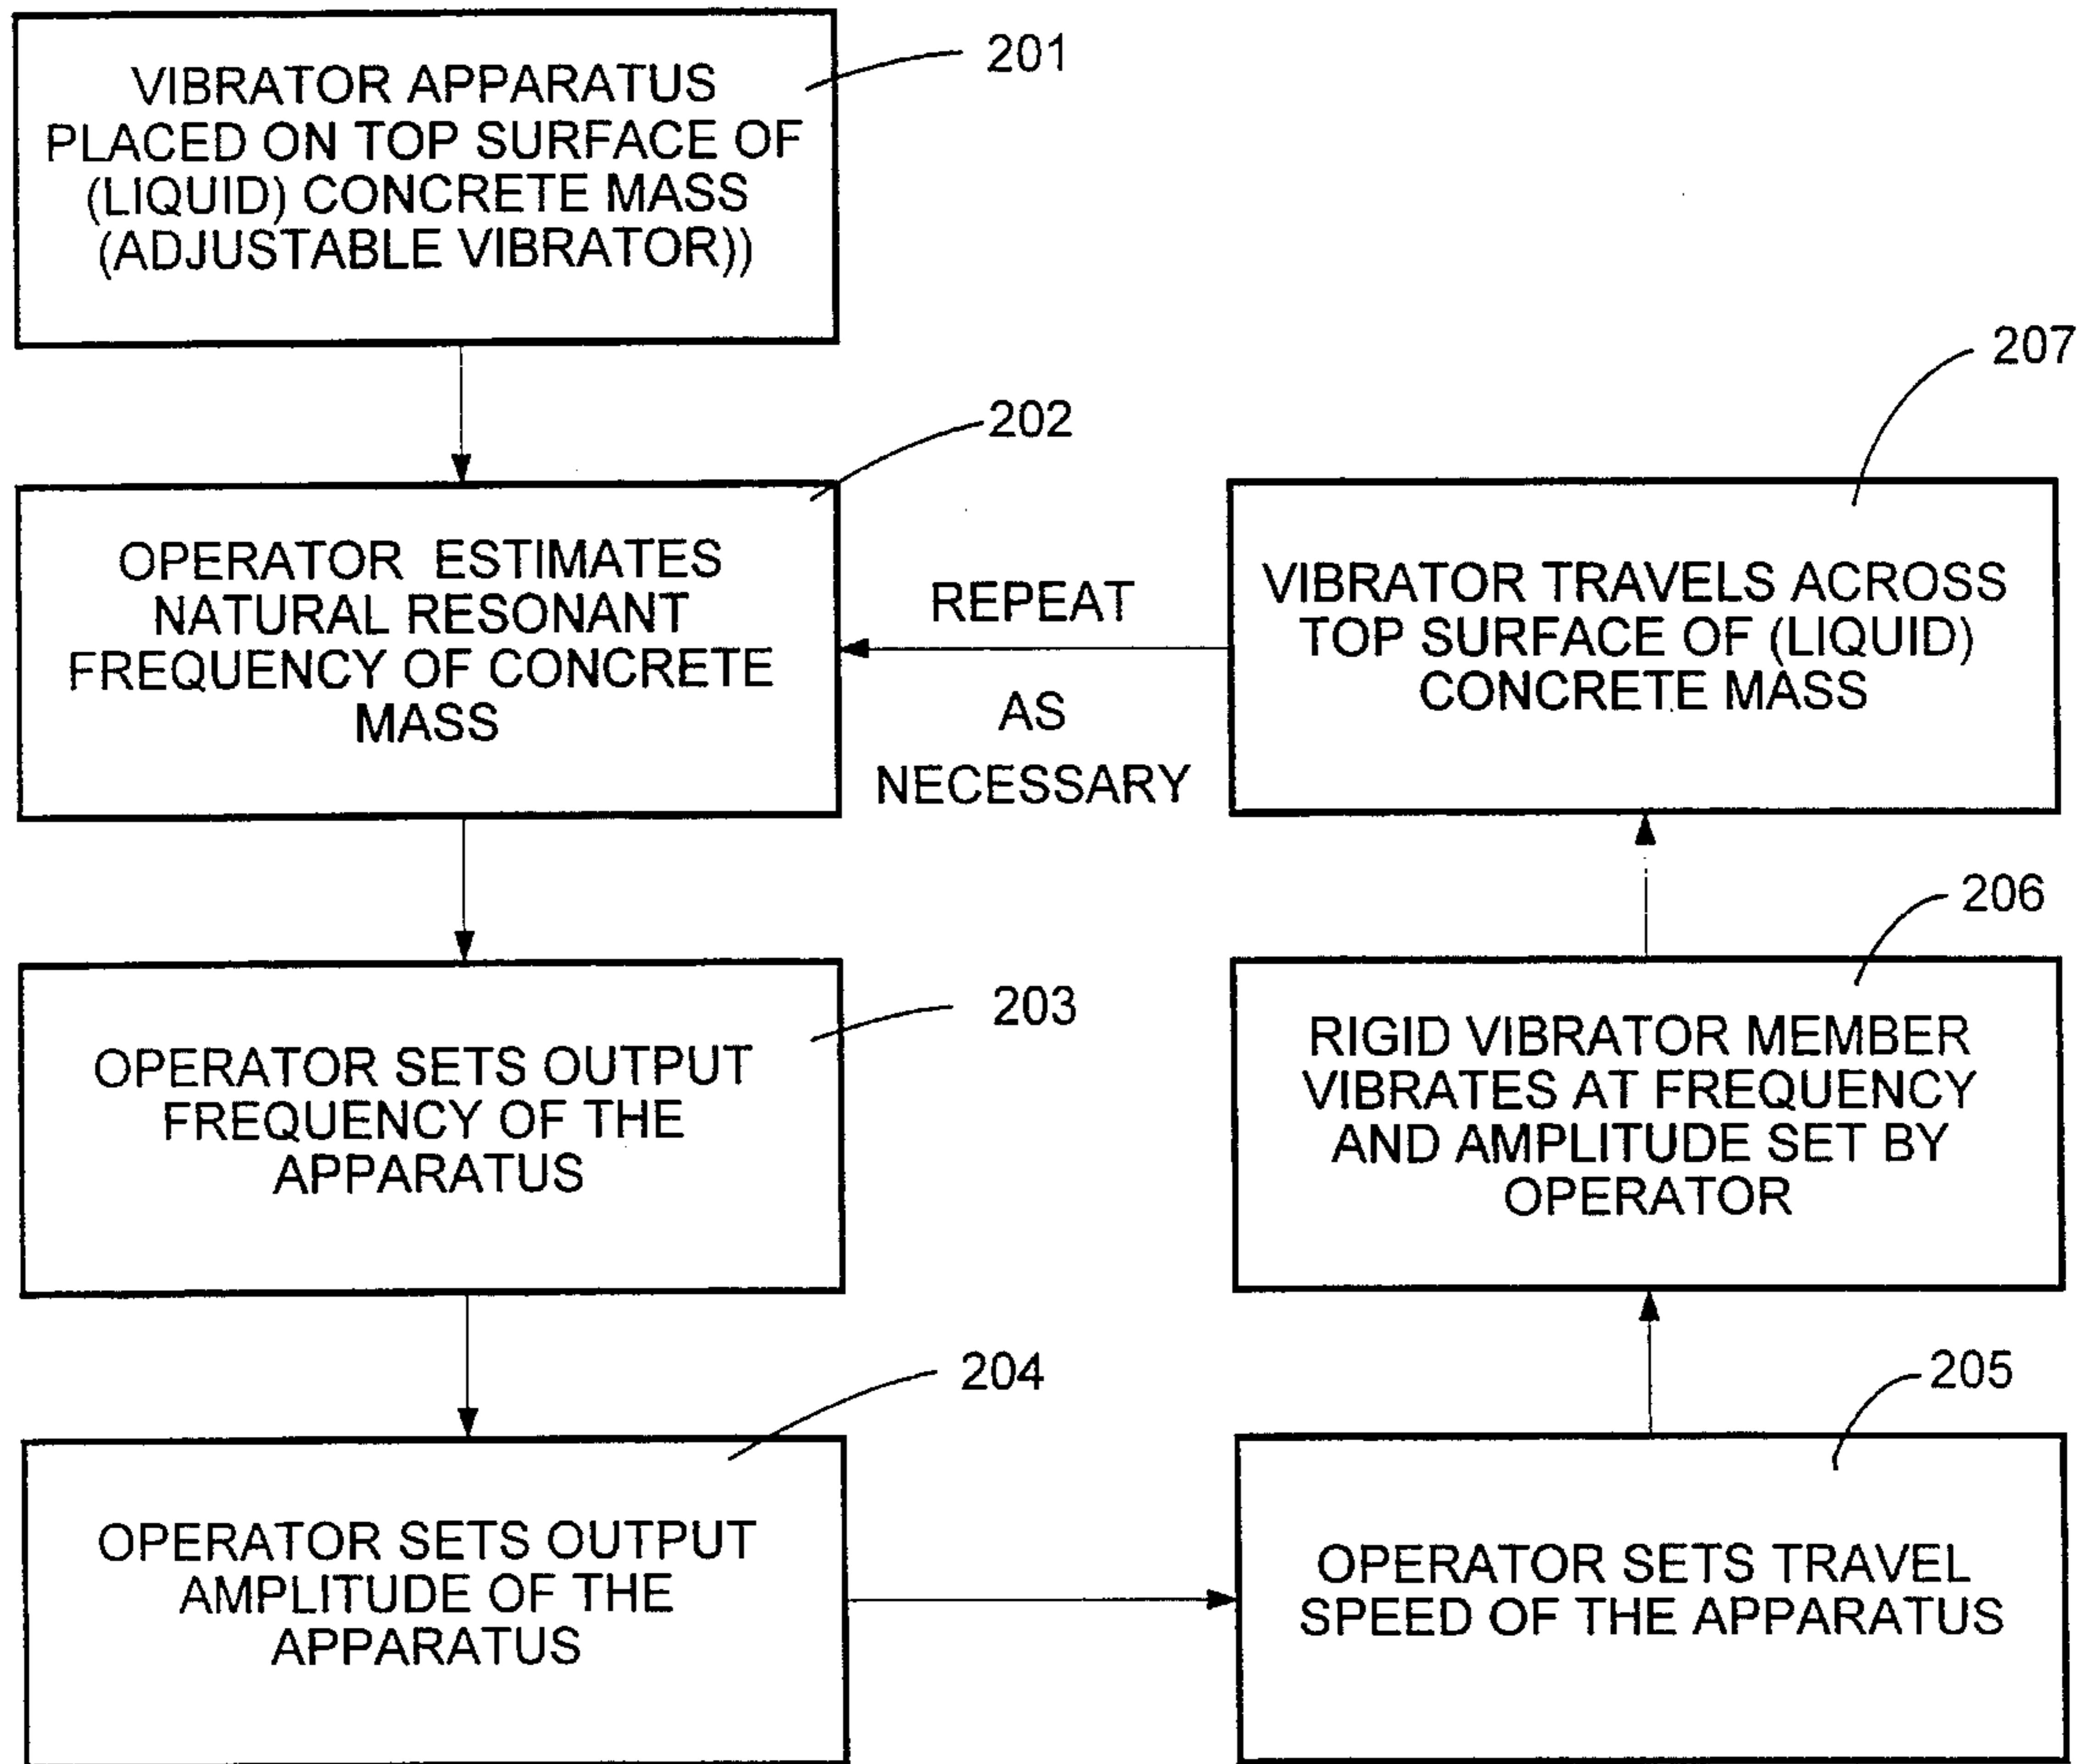 VIBRATOR APPARATUS
PLACED ON TOP SURFACE OF
(LIQUID) CONCRETE MASS
(ADJUSTABLE VIBRATOR))
201
202
OPERATOR ESTIMATES
NATURAL RESONANT
FREQUENCY OF CONCRETE
MASS
203
OPERATOR SETS OUTPUT
FREQUENCY OF THE
APPARATUS
204
OPERATOR SETS OUTPUT
AMPLITUDE OF THE
APPARATUS
205
OPERATOR SETS TRAVEL
SPEED OF THE APPARATUS
206
RIGID VIBRATOR MEMBER
VIBRATES AT FREQUENCY
AND AMPLITUDE SET BY
OPERATOR
207
VIBRATOR TRAVELS ACROSS
TOP SURFACE OF (LIQUID)
CONCRETE MASS
REPEAT
AS
NECESSARY